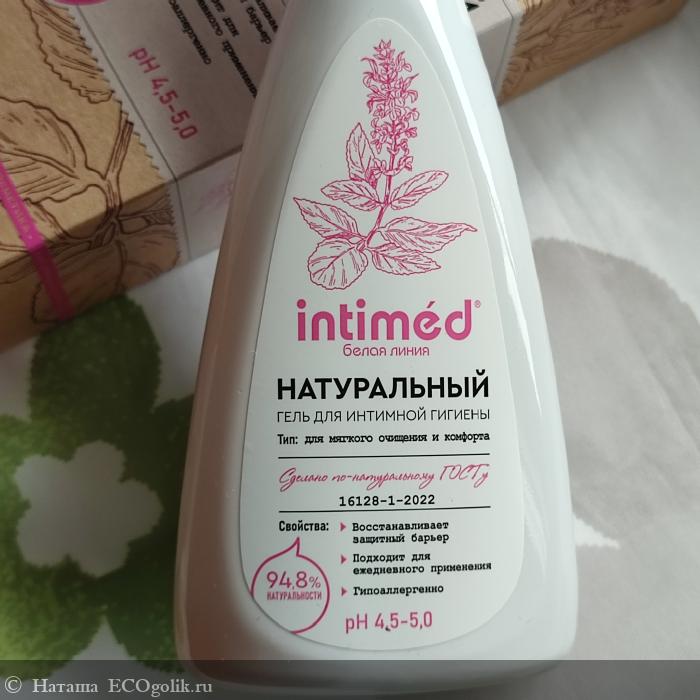 pH 4,5-5,0
intiméd®
белая линия
НАТУРАЛЬНЫЙ
ГЕЛЬ ДЛЯ ИНТИМНОЙ ГИГИЕНЫ
Тип: для мягкого очищения и комфорта
Сделано по-натуральному ГОСТу
16128-1-2022
Свойства:
Восстанавливает
защитный барьер
Подходит для
ежедневного применения
Гипоаллергенно
94,8%
НАТУРАЛЬНОСТИ
pH 4,5-5,0
© Наташа ECOgolik.ru